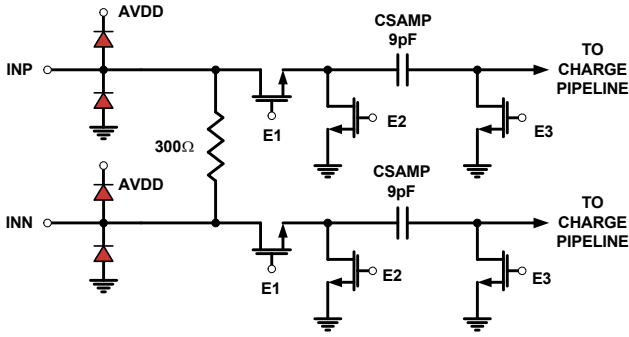 AVDD
CSAMP
9pF
TO
CHARGE
PIPELINE
INP
E1
E2
E3
300Ω
AVDD
CSAMP
9pF
TO
CHARGE
PIPELINE
INN
E1
E2
E3